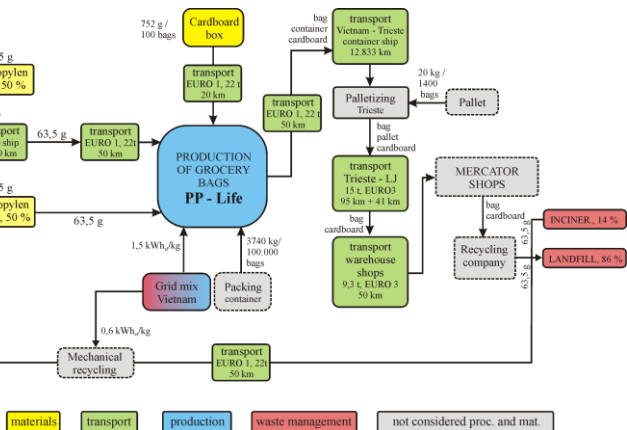 752 g /
100 bags
Cardboard
box
bag
container
cardboard
transport
Vietnam - Trieste
container ship
12.833 km
5 g
opylen
50 %
transport
EURO 1, 22 t
20 km
20 kg /
1400
bags
Palletizing
Trieste
Pallet
sport
ship
0 km
63,5 g
transport
EURO 1, 22t
50 km
transport
EURO 1, 22t
50 km
bag
pallet
cardboard
PRODUCTION
OF GROCERY
BAGS
PP - Life
transport
Trieste - LJ
15 t, EURO3
95 km + 41 km
MERCATOR
SHOPS
5 g
opylen
, 50 %
63,5 g
bag
cardboard
bag
cardboard
63,5 g
INCINER., 14 %
1,5 kWhe/kg
3740 kg/
100.000
bags
transport
warehouse
shops
9,3 t, EURO 3
50 km
Recycling
company
63,5 g
LANDFILL, 86 %
Grid mix
Vietnam
Packing
container
0,6 kWhe/kg
Mechanical
recycling
transport
EURO 1, 22t
50 km
materials
transport
production
waste management
not considered proc. and mat.